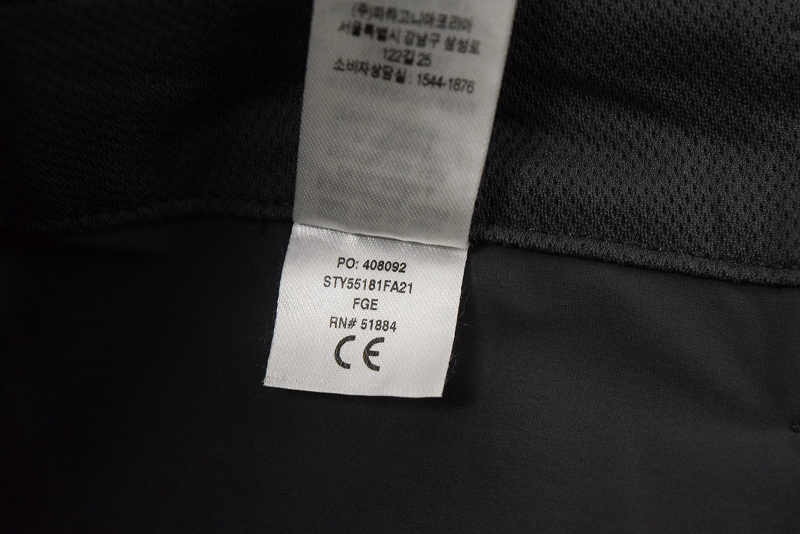 (주)파타고니아코리아
서울특별시 강남구 삼성로
122길 25
소비자상담실 : 1544-1876
PO: 408092
STY55181FA21
FGE
RN# 51884
CE